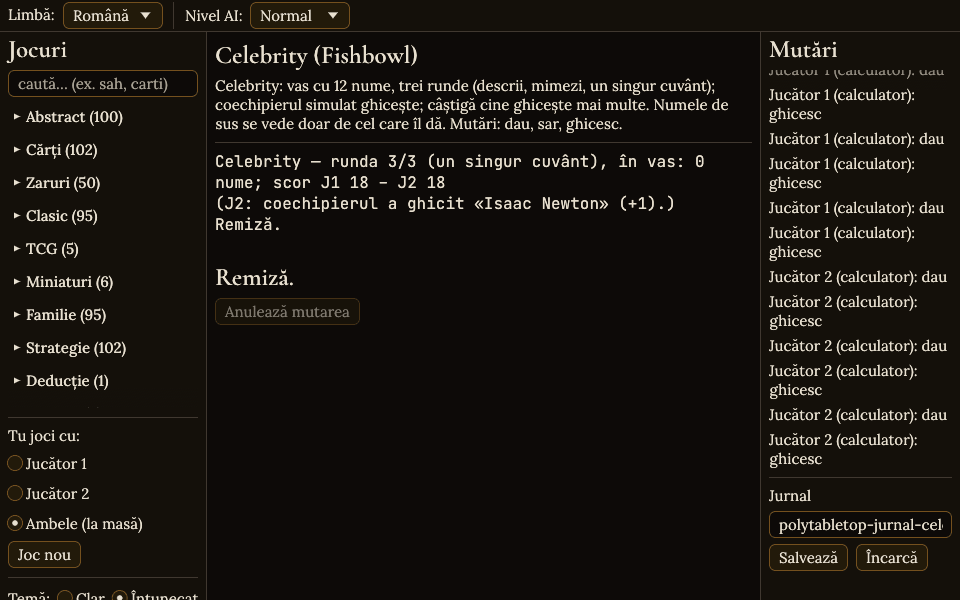 Limbă: Română Nivel AI: Normal
Jocuri
caută... (ex. sah, carti)
Abstract (100)
Cărți (102)
Zaruri (50)
Clasic (95)
TCG (5)
Miniaturi (6)
Familie (95)
Strategie (102)
Deducție (1)
Tu joci cu:
Jucător 1
Jucător 2
Ambele (la masă)
Joc nou
Temă: Clar Întunecat
Celebrity (Fishbowl)
Celebrity: vas cu 12 nume, trei runde (descrii, mimezi, un singur cuvânt);
coechipierul simulat ghicește; câștigă cine ghicește mai multe. Numele de
sus se vede doar de cel care îl dă. Mutări: dau, sar, ghicesc.
Celebrity — runda 3/3 (un singur cuvânt), în vas: 0
nume; scor J1 18 – J2 18
(J2: coechipierul a ghicit «Isaac Newton» (+1).)
Remiză.
Remiză.
Anulează mutarea
Mutări
Jucător 1 (calculator): dau
Jucător 1 (calculator):
ghicesc
Jucător 1 (calculator): dau
Jucător 1 (calculator):
ghicesc
Jucător 1 (calculator): dau
Jucător 1 (calculator):
ghicesc
Jucător 2 (calculator): dau
Jucător 2 (calculator):
ghicesc
Jucător 2 (calculator): dau
Jucător 2 (calculator):
ghicesc
Jucător 2 (calculator): dau
Jucător 2 (calculator):
ghicesc
Jurnal
polytabletop-jurnal-cel
Salvează Încarcă